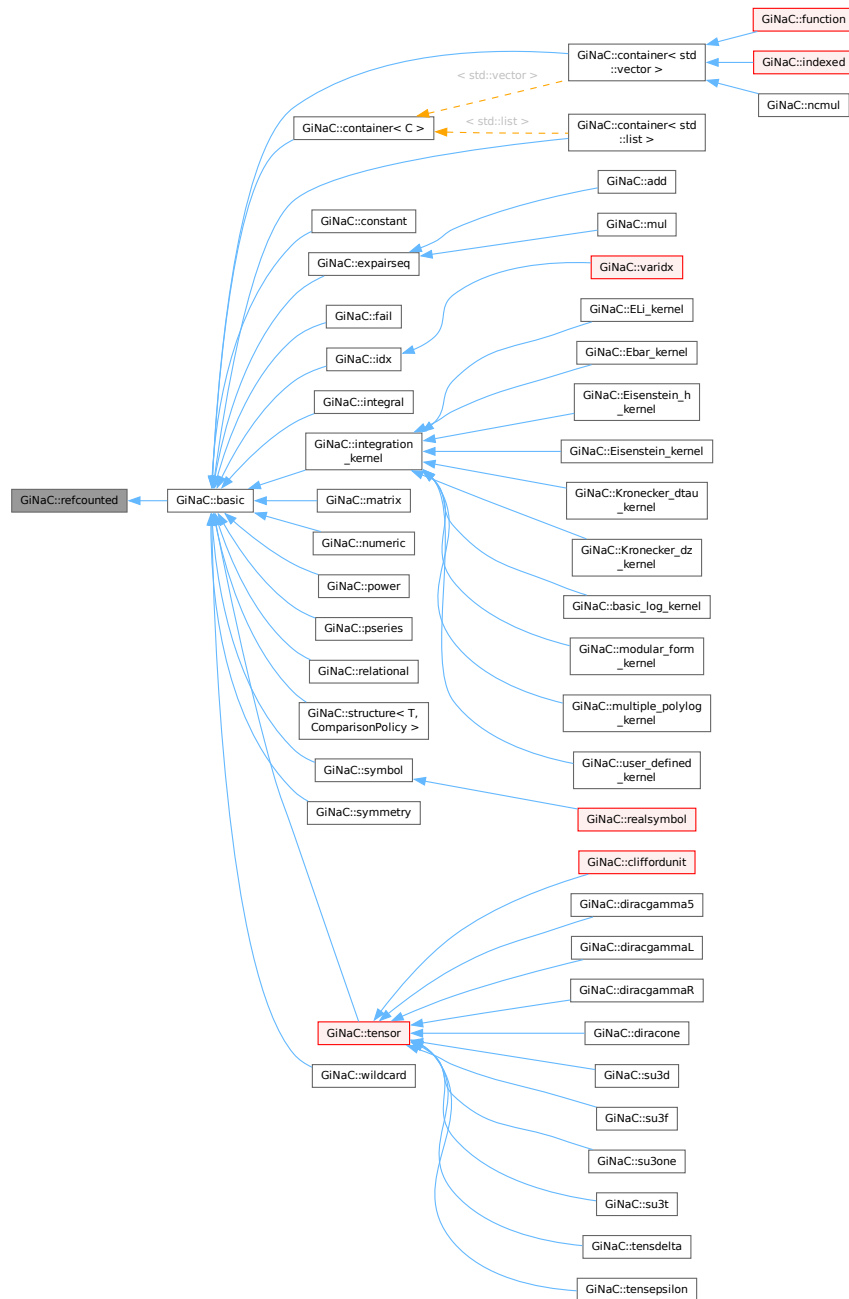 GiNaC::function
GiNaC::container< std
::vector >
GiNaC::indexed
< std::vector >
GiNaC::ncmul
GiNaC::container< C >
< std::list >
GiNaC::container< std
::list >
GiNaC::add
GiNaC::constant
GiNaC::mul
GiNaC::expairseq
GiNaC::varidx
GiNaC::fail
GiNaC::ELi_kernel
GiNaC::idx
GiNaC::Ebar_kernel
GiNaC::integral
GiNaC::Eisenstein_h
_kernel
GiNaC::integration
_kernel
GiNaC::Eisenstein_kernel
GiNaC::refcounted
GiNaC::basic
GiNaC::matrix
GiNaC::Kronecker_dtau
_kernel
GiNaC::numeric
GiNaC::Kronecker_dz
_kernel
GiNaC::power
GiNaC::basic_log_kernel
GiNaC::pseries
GiNaC::modular_form
_kernel
GiNaC::relational
GiNaC::structure< T,
ComparisonPolicy >
GiNaC::multiple_polylog
_kernel
GiNaC::symbol
GiNaC::user_defined
_kernel
GiNaC::symmetry
GiNaC::realsymbol
GiNaC::cliffordunit
GiNaC::diracgamma5
GiNaC::diracgammaL
GiNaC::diracgammaR
GiNaC::tensor
GiNaC::diracone
GiNaC::wildcard
GiNaC::su3d
GiNaC::su3f
GiNaC::su3one
GiNaC::su3t
GiNaC::tensdelta
GiNaC::tensepsilon